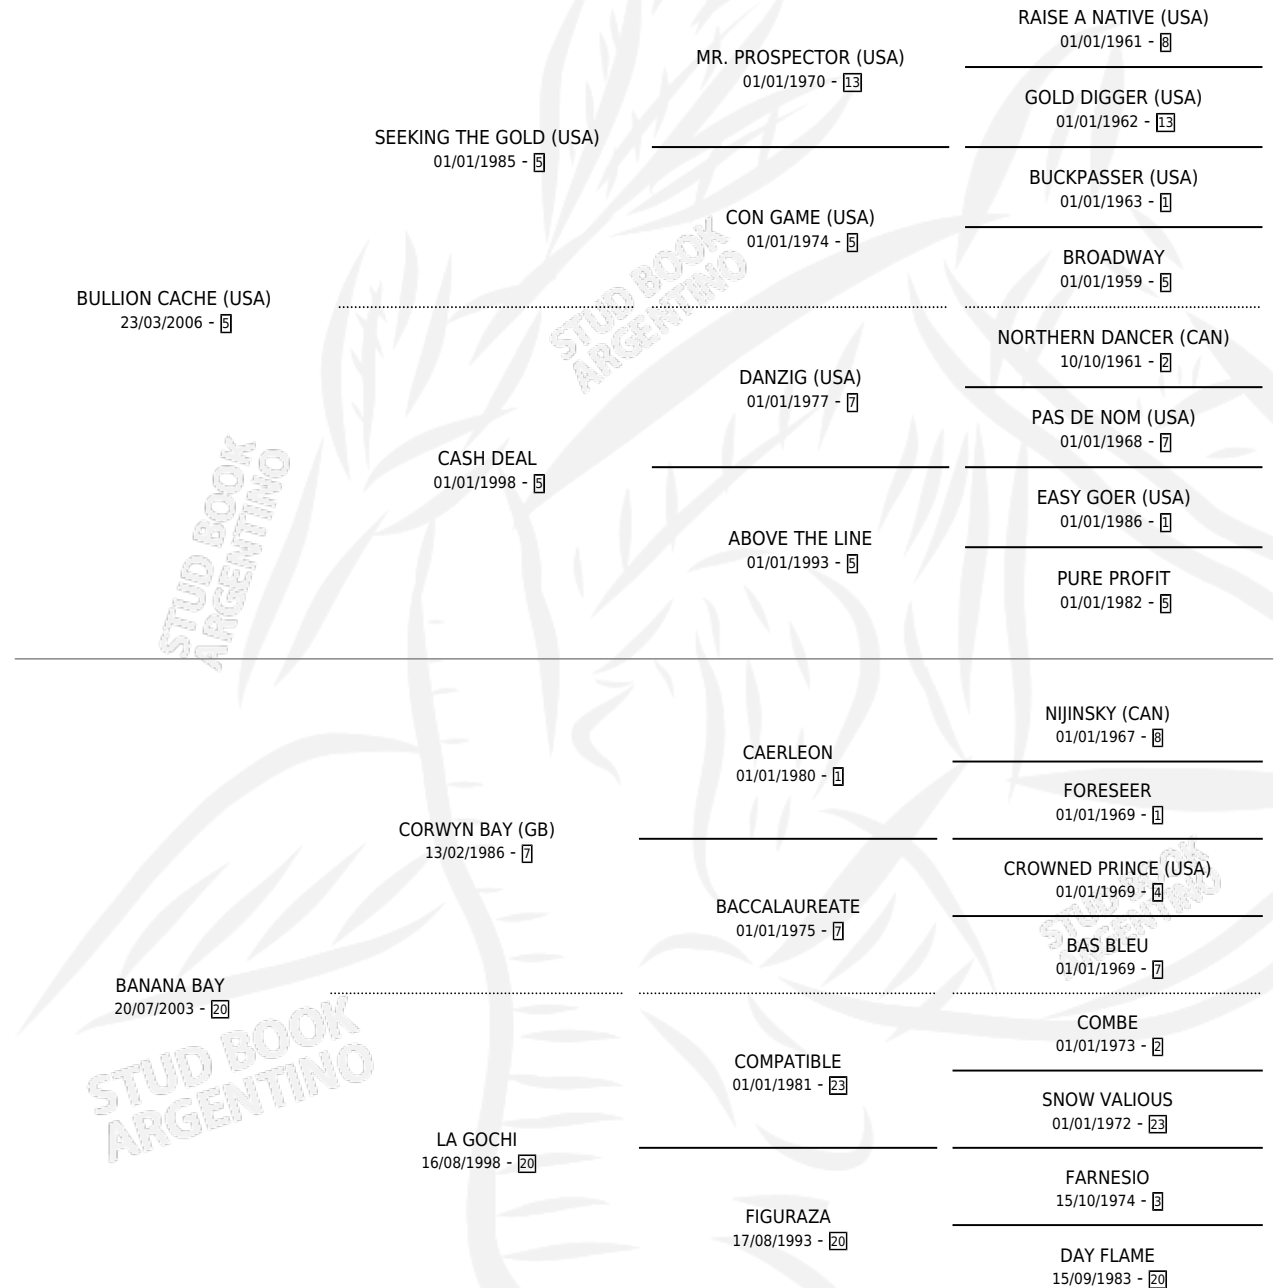 RAISE A NATIVE (USA)
01/01/1961 - 8
MR. PROSPECTOR (USA)
01/01/1970 - 13
GOLD DIGGER (USA)
01/01/1962 - 13
SEEKING THE GOLD (USA)
01/01/1985 - 5
BUCKPASSER (USA)
01/01/1963 - 1
CON GAME (USA)
01/01/1974 - 5
BROADWAY
01/01/1959 - 5
BULLION CACHE (USA)
23/03/2006 - 5
NORTHERN DANCER (CAN)
10/10/1961 - 2
DANZIG (USA)
01/01/1977 - 7
PAS DE NOM (USA)
01/01/1968 - 7
CASH DEAL
01/01/1998 - 5
EASY GOER (USA)
01/01/1986 - 1
ABOVE THE LINE
01/01/1993 - 5
PURE PROFIT
01/01/1982 - 5
NIJINSKY (CAN)
01/01/1967 - 8
CAERLEON
01/01/1980 - 1
FORESEER
01/01/1969 - 1
CORWYN BAY (GB)
13/02/1986 - 7
CROWNED PRINCE (USA)
01/01/1969 - 4
BACCALAUREATE
01/01/1975 - 7
BAS BLEU
01/01/1969 - 7
BANANA BAY
20/07/2003 - 20
COMBE
01/01/1973 - 2
COMPATIBLE
01/01/1981 - 23
SNOW VALIOUS
01/01/1972 - 23
LA GOCHI
16/08/1998 - 20
FARNESIO
15/10/1974 - 3
FIGURAZA
17/08/1993 - 20
DAY FLAME
15/09/1983 - 20
STUD BOOK
ARGENTINO
STUD BOOK
ARGENTINO
STUD BOOK
ARGENTINO
STUD BOOK
ARGENTINO